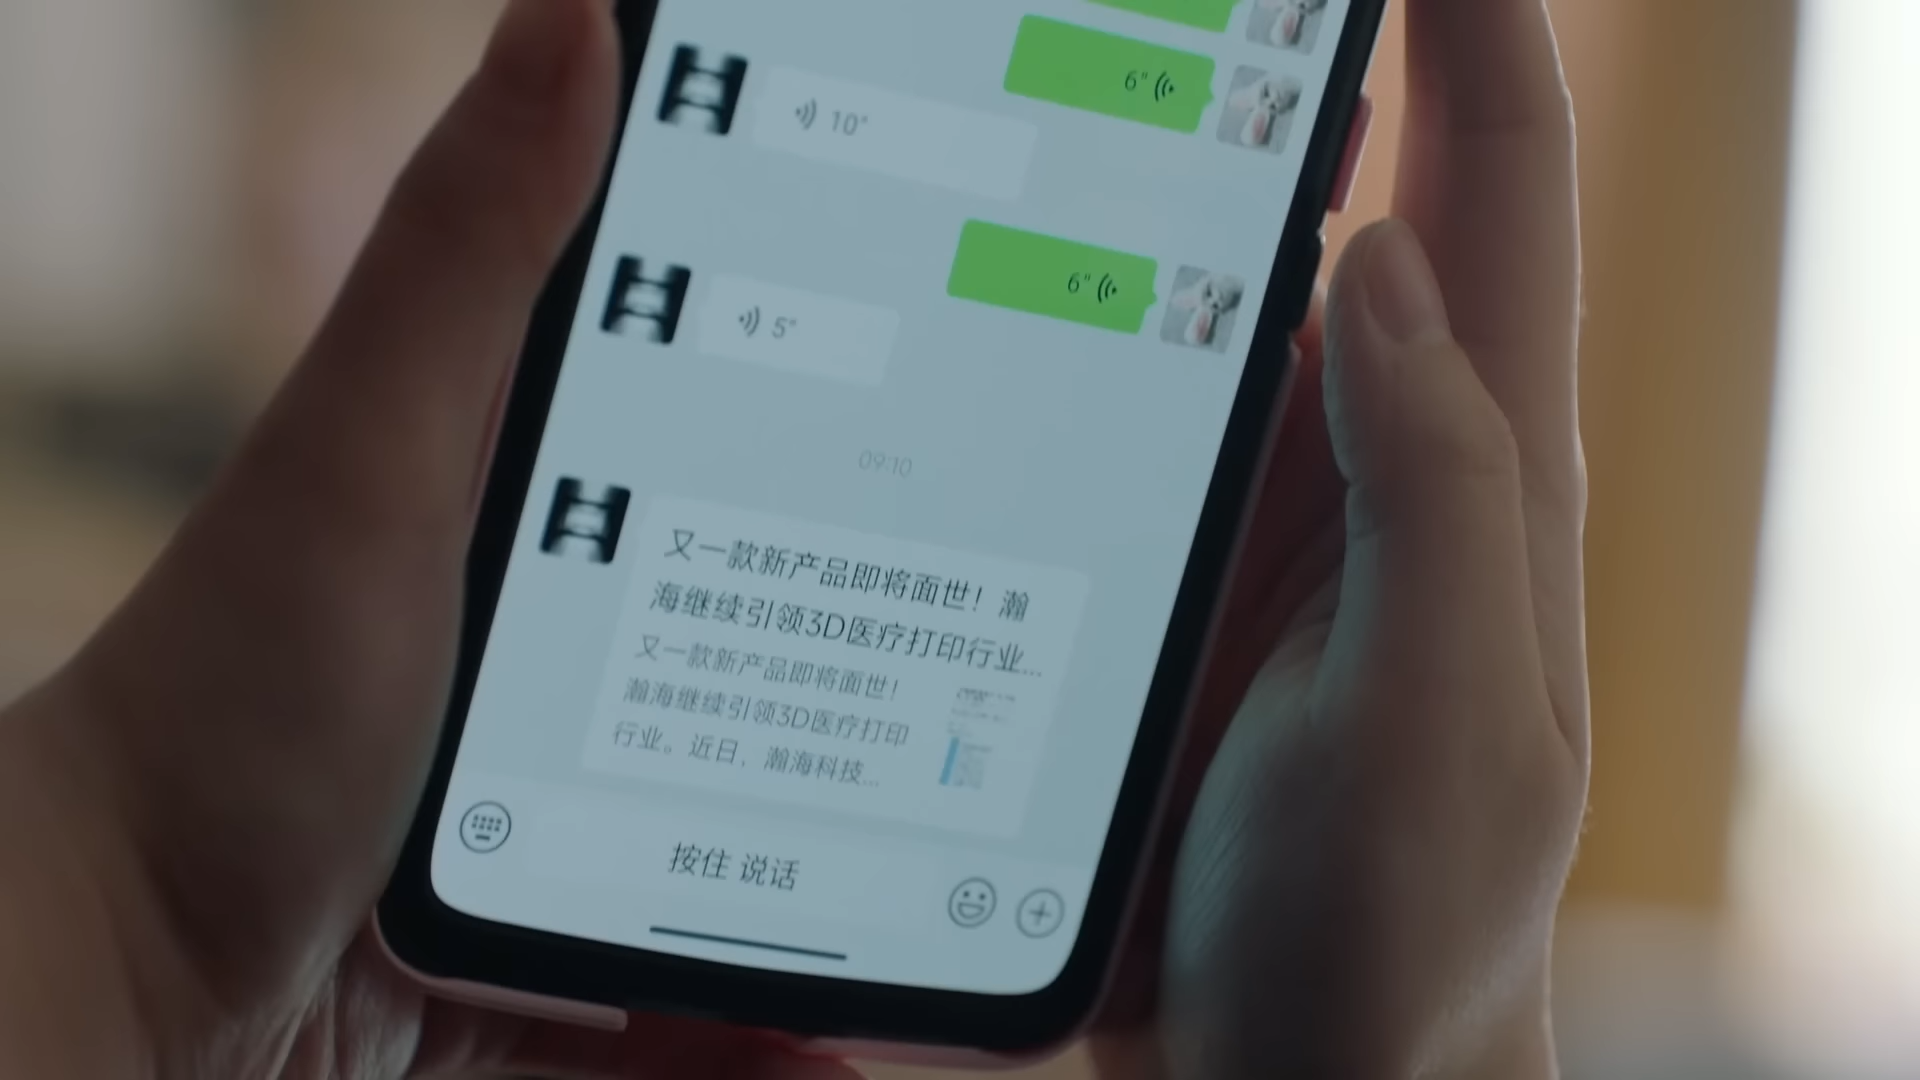 6"
10"
6"
5"
09:10
又一款新产品即将面世！瀚
海继续引领3D医疗打印行业...
又一款新产品即将面世！
瀚海继续引领3D医疗打印
行业。近日，瀚海科技...
按住 说话